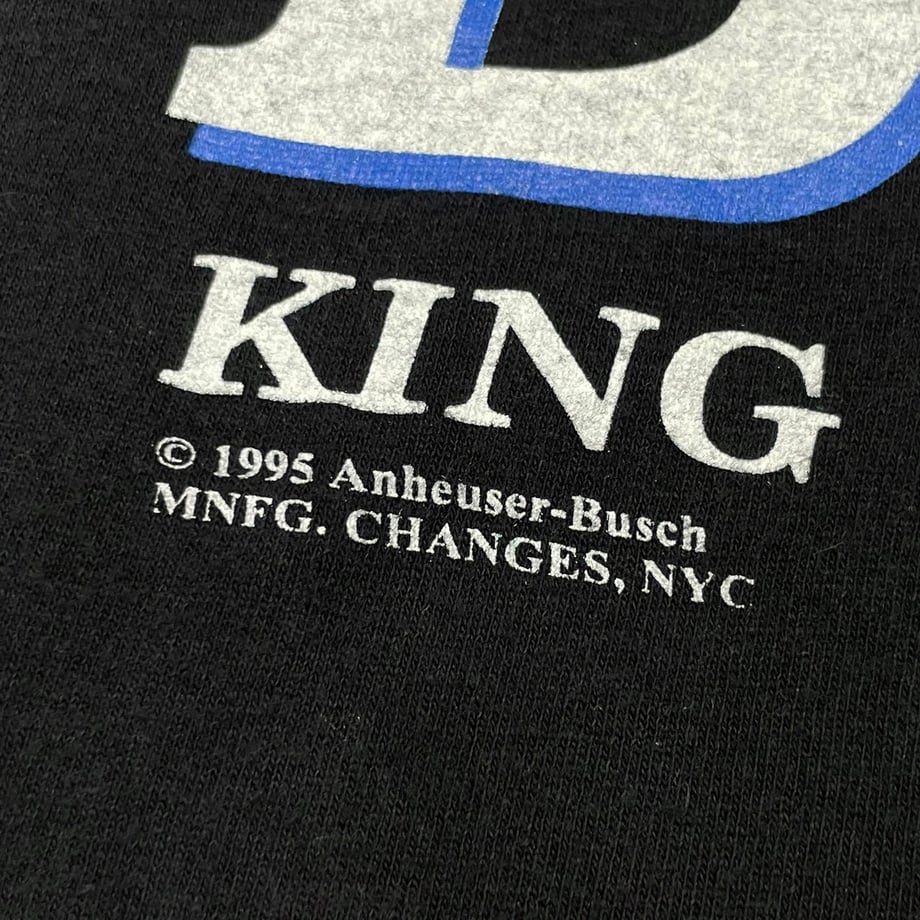 KING
© 1995 Anheuser-Busch
MNFG. CHANGES, NYC